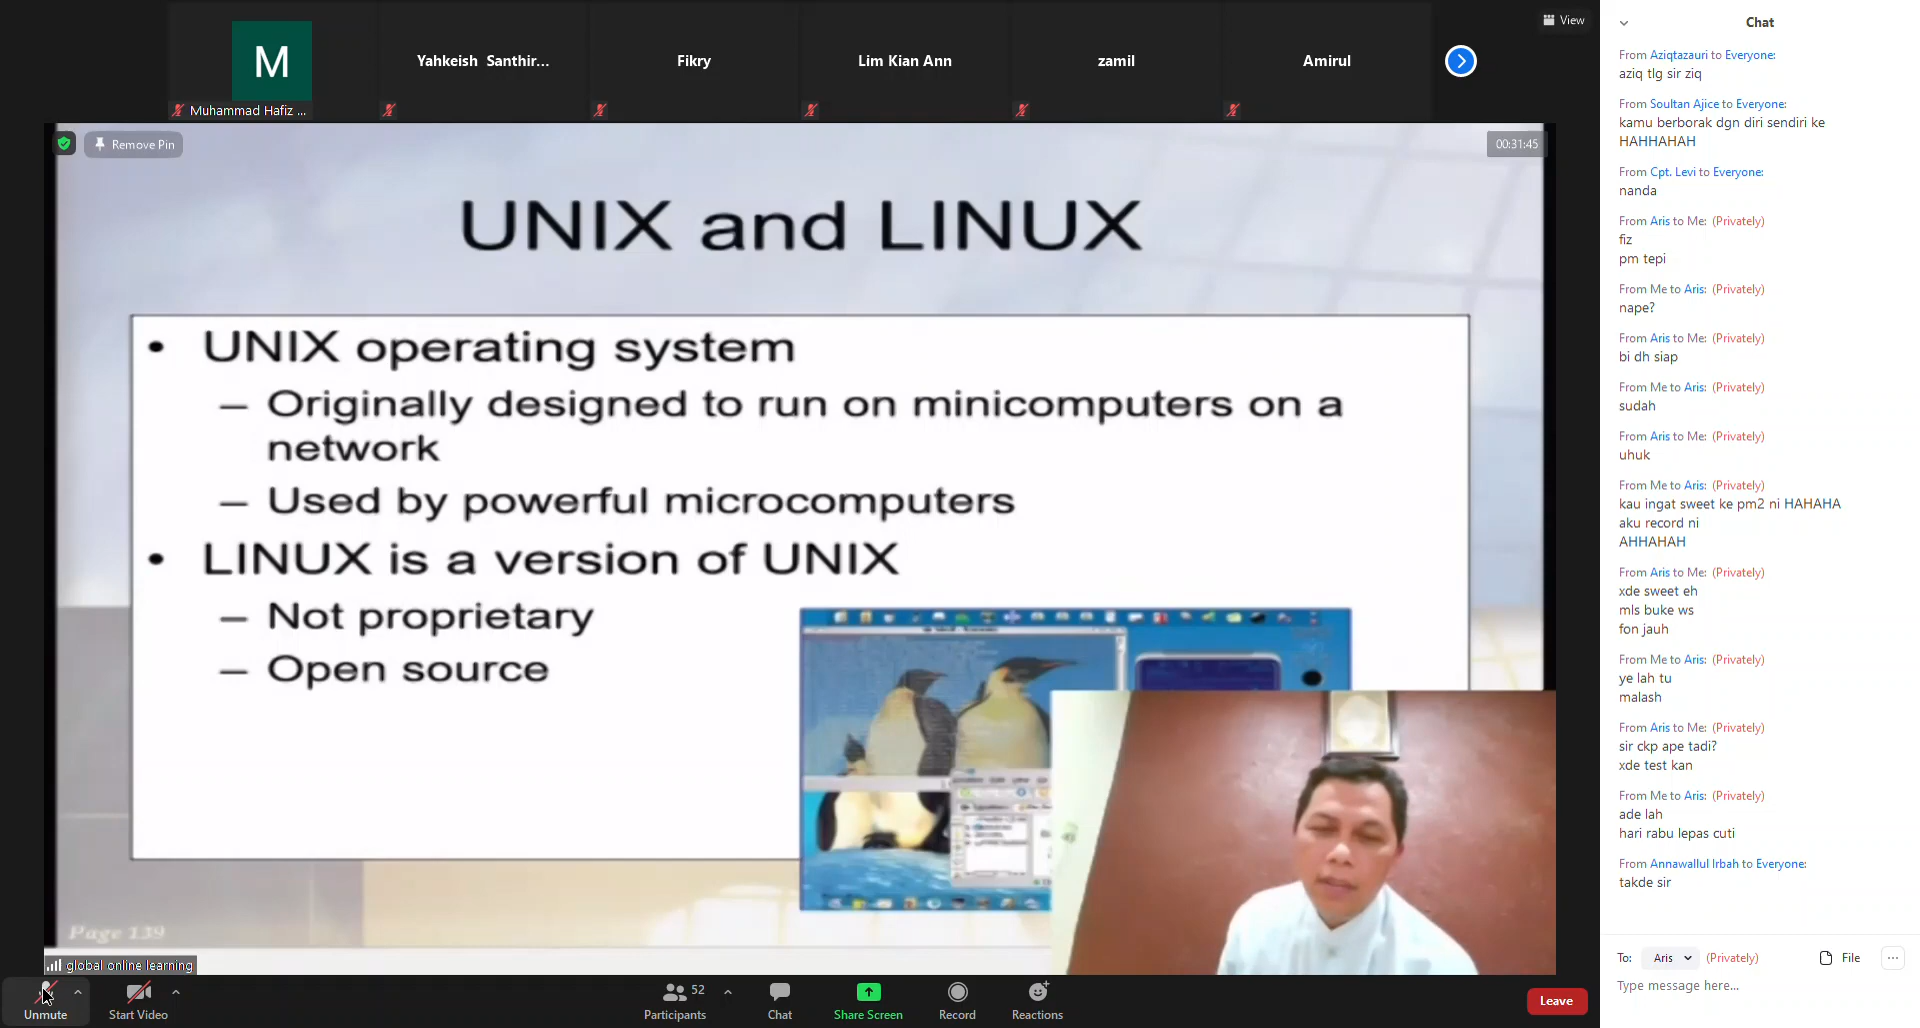 View
M
Muhammad Hafiz ...
Yahkeish Santhir...
Fikry
Lim Kian Ann
zamil
Amirul
Remove Pin
00:31:45
UNIX and LINUX
• UNIX operating system
– Originally designed to run on minicomputers on a
network
– Used by powerful microcomputers
• LINUX is a version of UNIX
– Not proprietary
– Open source
Page 139
global online learning
Unmute
Start Video
52
Participants
Chat
Share Screen
Record
Reactions
Leave
Chat
From Aziqtazauri to Everyone:
aziq tlg sir ziq
From Soultan Ajice to Everyone:
kamu berborak dgn diri sendiri ke
HAHHAHAH
From Cpt. Levi to Everyone:
nanda
From Aris to Me: (Privately)
fiz
pm tepi
From Me to Aris: (Privately)
nape?
From Aris to Me: (Privately)
bi dh siap
From Me to Aris: (Privately)
sudah
From Aris to Me: (Privately)
uhuk
From Me to Aris: (Privately)
kau ingat sweet ke pm2 ni HAHAHA
aku record ni
AHHAHAH
From Aris to Me: (Privately)
xde sweet eh
mls buke ws
fon jauh
From Me to Aris: (Privately)
ye lah tu
malash
From Aris to Me: (Privately)
sir ckp ape tadi?
xde test kan
From Me to Aris: (Privately)
ade lah
hari rabu lepas cuti
From Annawallul Irbah to Everyone:
takde sir
To: Aris (Privately)
File
Type message here...